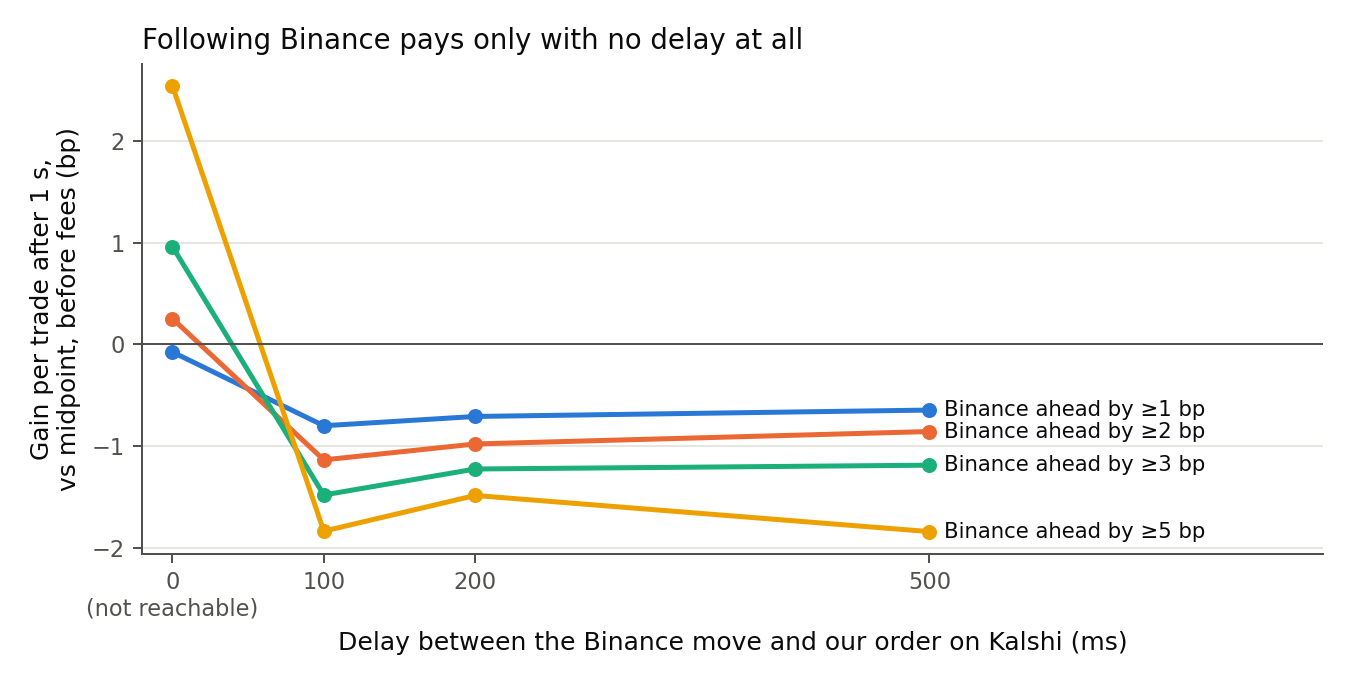 Following Binance pays only with no delay at all
Gain per trade after 1 s,
vs midpoint, before fees (bp)
2
1
0
−1
−2
Binance ahead by ≥1 bp
Binance ahead by ≥2 bp
Binance ahead by ≥3 bp
Binance ahead by ≥5 bp
0 100 200 500
(not reachable)
Delay between the Binance move and our order on Kalshi (ms)